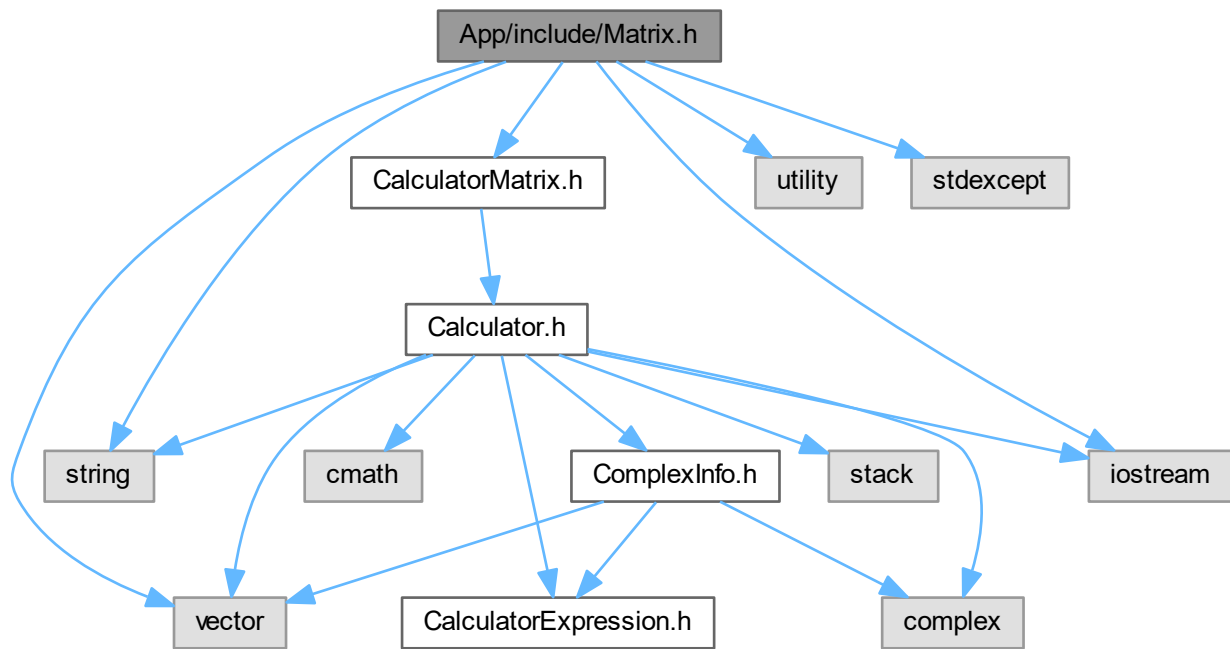 App/include/Matrix.h
CalculatorMatrix.h
utility
stdexcept
Calculator.h
string
cmath
ComplexInfo.h
stack
iostream
vector
CalculatorExpression.h
complex